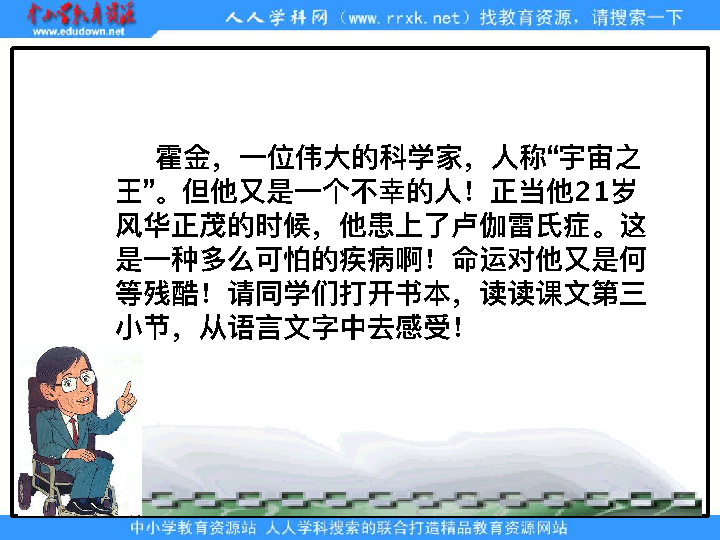 中小学教育资源
www.edudown.net
人人学科网（www.rrxk.net）找教育资源，请搜索一下
霍金，一位伟大的科学家，人称“宇宙之
王”。但他又是一个不幸的人！正当他21岁
风华正茂的时候，他患上了卢伽雷氏症。这
是一种多么可怕的疾病啊！命运对他又是何
等残酷！请同学们打开书本，读读课文第三
小节，从语言文字中去感受！
中小学教育资源站 人人学科搜索的联合打造精品教育资源网站